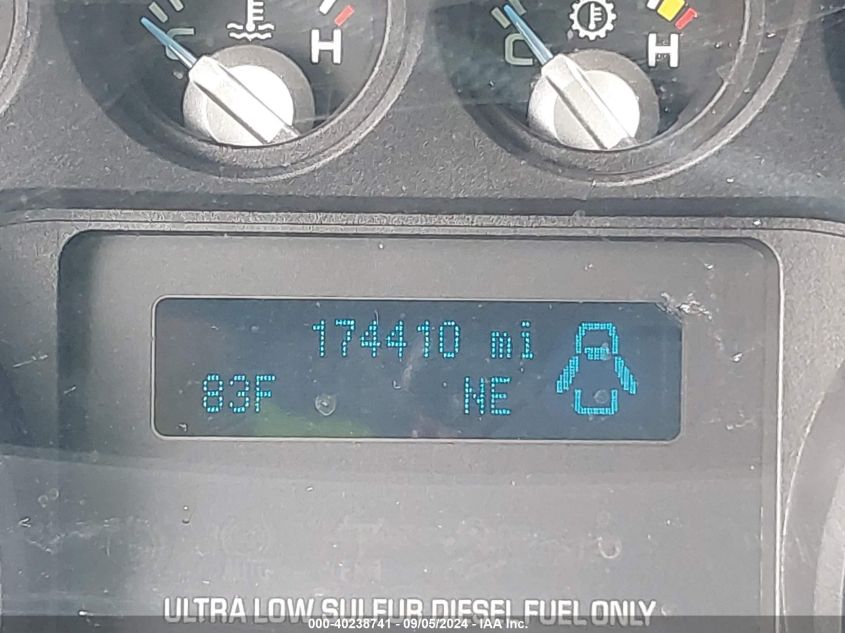 C H C H
174410 mi
83F NE
ULTRA LOW SULFUR DIESEL FUEL ONLY
000-40238741 - 09/05/2024 - IAA Inc.